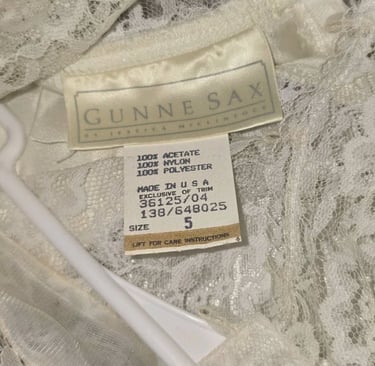 GUNNE SAX
BY JESSICA McCLINTOCK
100% ACETATE
100% NYLON
100% POLYESTER
MADE IN U S A
EXCLUSIVE OF TRIM
36125/04
138/648025
SIZE 5
LIFT FOR CARE INSTRUCTIONS